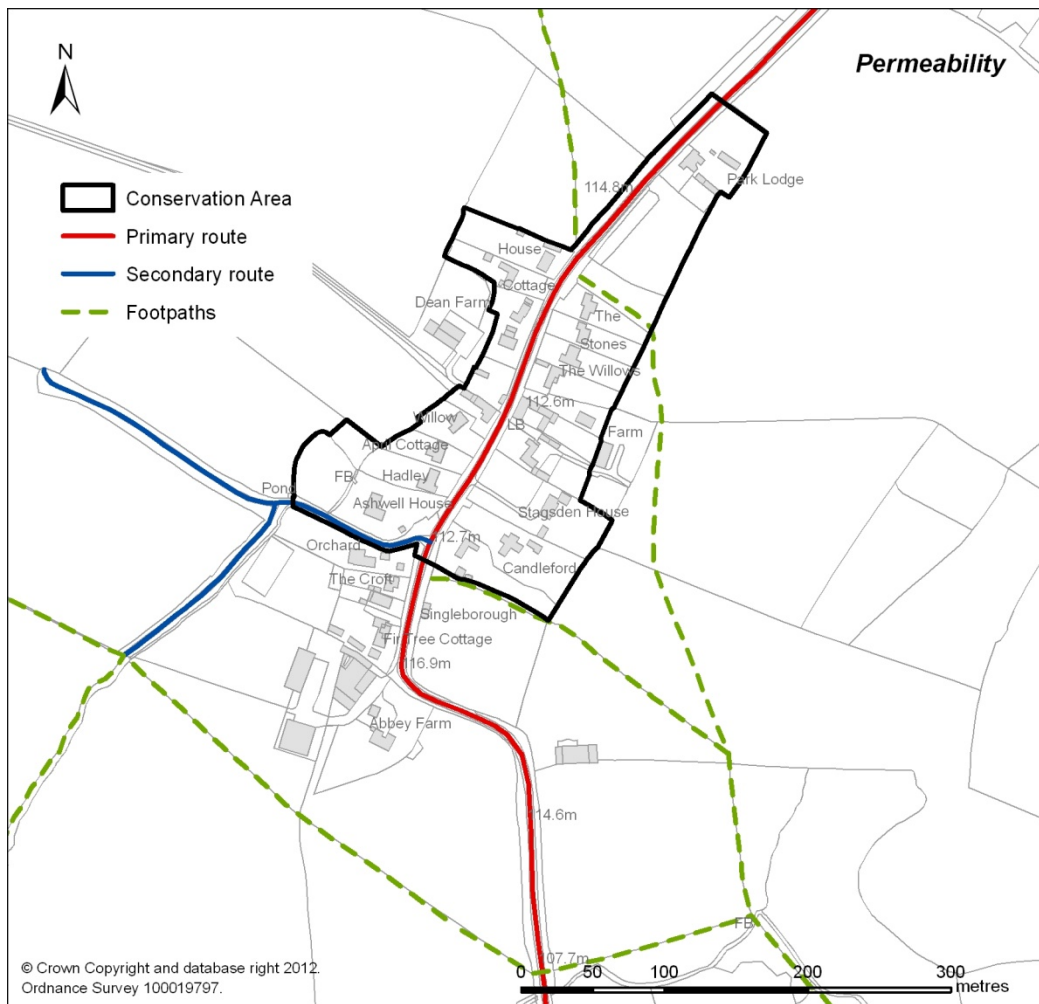 Permeability
N
Conservation Area
Primary route
Secondary route
Footpaths
Park Lodge
114.8m
House
Cottage
Dean Farm
The
Stones
The Willows
112.6m
Willow
LB
Farm
April Cottage
FB
Hadley
Pond
Ashwell House
Stagsden House
112.7m
Orchard
Candleford
The Croft
Singleborough
Fir Tree Cottage
116.9m
Abbey Farm
14.6m
FB
07.7m
© Crown Copyright and database right 2012.
Ordnance Survey 100019797.
0 50 100 200 300
metres